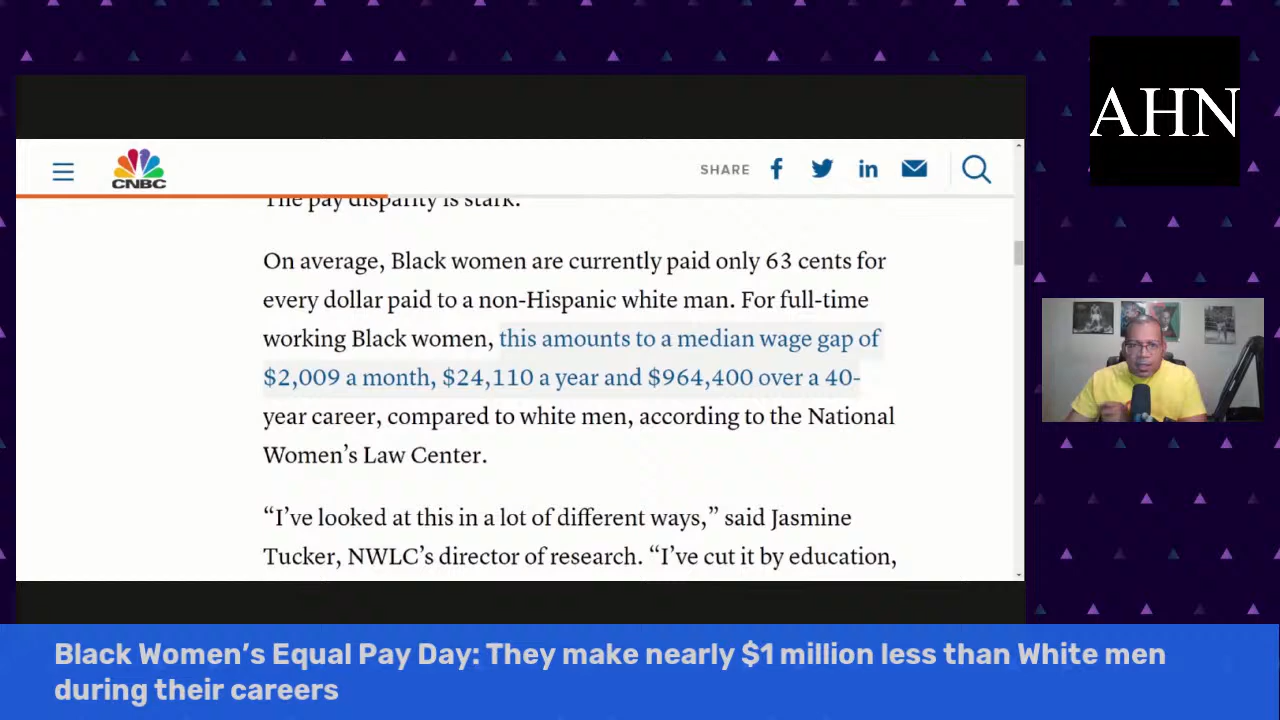 AHN
CNBC
SHARE
The pay disparity is stark.
On average, Black women are currently paid only 63 cents for
every dollar paid to a non-Hispanic white man. For full-time
working Black women, this amounts to a median wage gap of
$2,009 a month, $24,110 a year and $964,400 over a 40-
year career, compared to white men, according to the National
Women’s Law Center.
“I’ve looked at this in a lot of different ways,” said Jasmine
Tucker, NWLC’s director of research. “I’ve cut it by education,
Black Women’s Equal Pay Day: They make nearly $1 million less than White men
during their careers